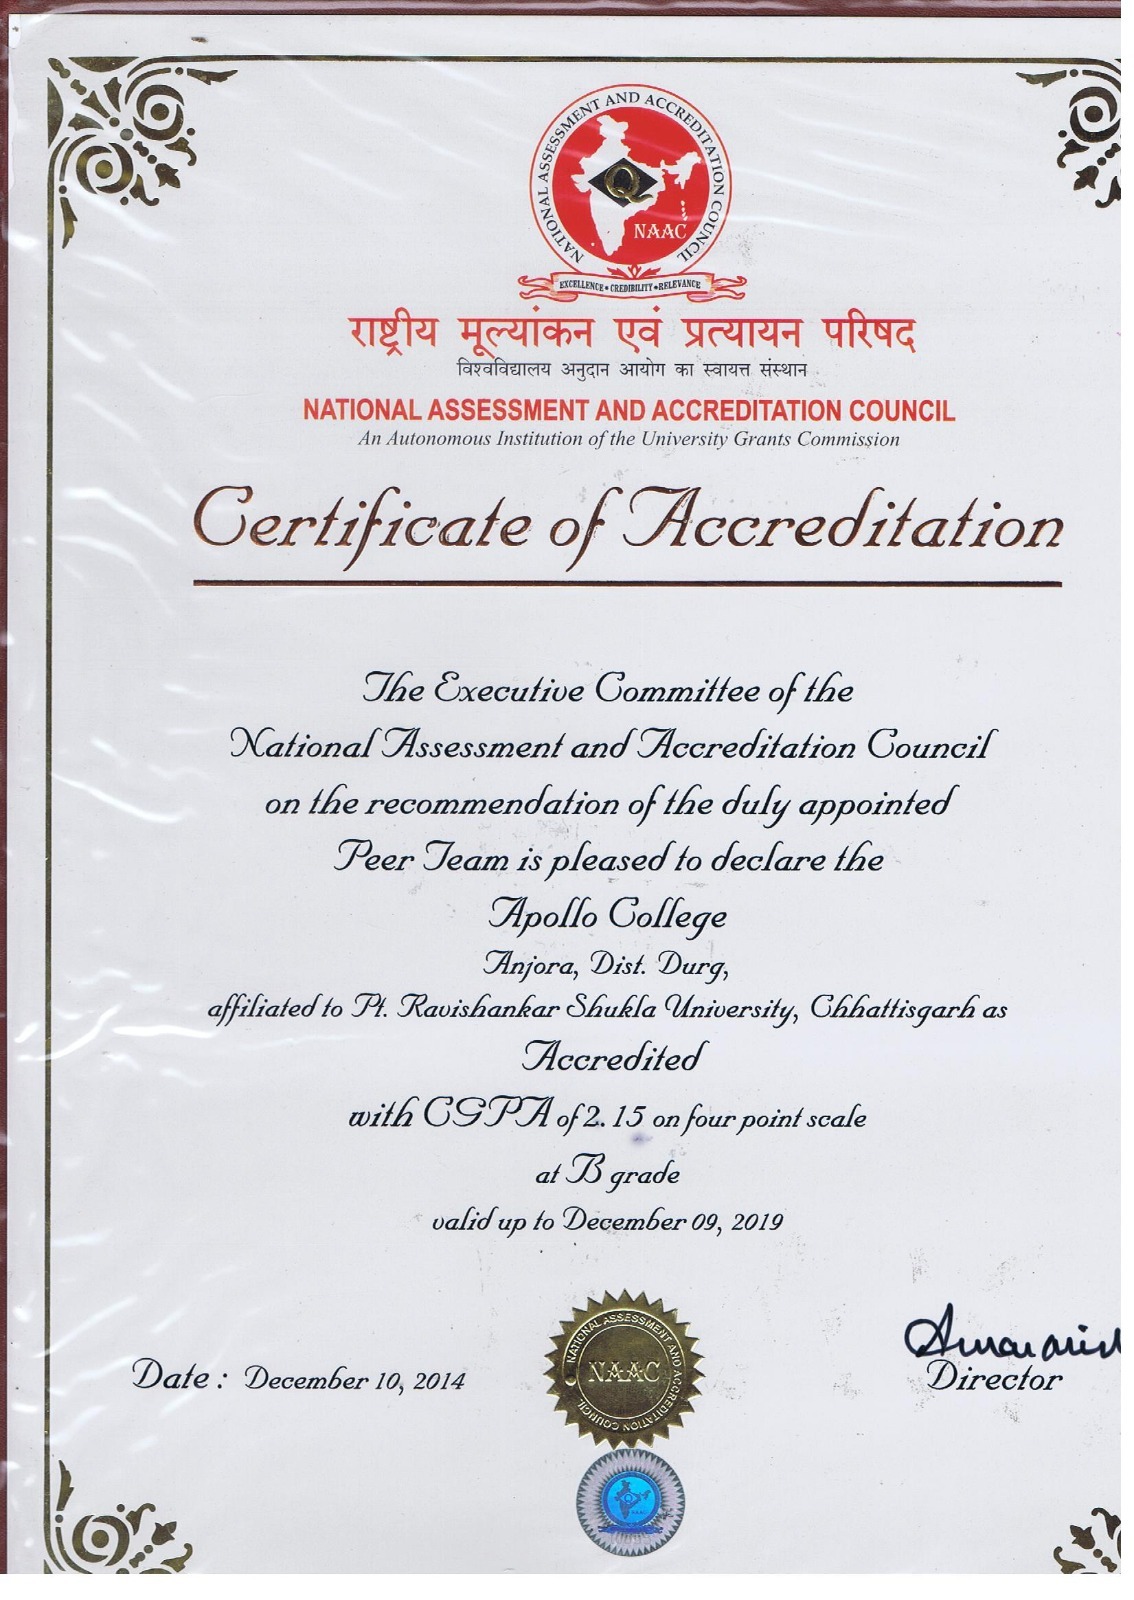 NATIONAL ASSESSMENT AND ACCREDITATION COUNCIL
Q
NAAC
EXCELLENCE • CREDIBILITY • RELEVANCE
राष्ट्रीय मूल्यांकन एवं प्रत्यायन परिषद
विश्वविद्यालय अनुदान आयोग का स्वायत्त संस्थान
NATIONAL ASSESSMENT AND ACCREDITATION COUNCIL
An Autonomous Institution of the University Grants Commission
Certificate of Accreditation
The Executive Committee of the
National Assessment and Accreditation Council
on the recommendation of the duly appointed
Peer Team is pleased to declare the
Apollo College
Anjora, Dist. Durg,
affiliated to Pt. Ravishankar Shukla University, Chhattisgarh as
Accredited
with CGPA of 2.15 on four point scale
at B grade
valid up to December 09, 2019
Date : December 10, 2014
NATIONAL ASSESSMENT AND ACCREDITATION COUNCIL
NAAC
Director